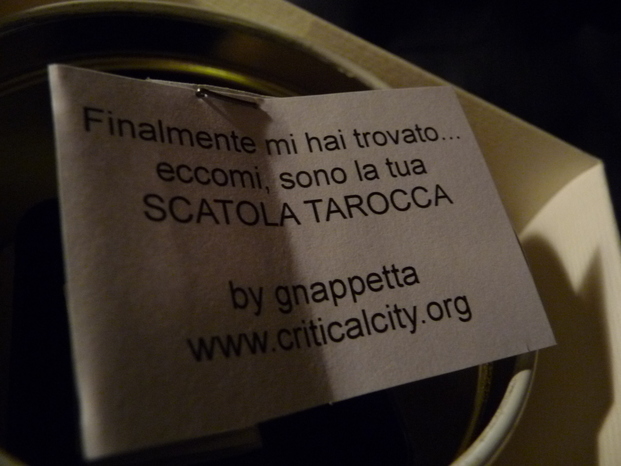 Finalmente mi hai trovato...
eccomi, sono la tua
SCATOLA TAROCCA
by gnappetta
www.criticalcity.org